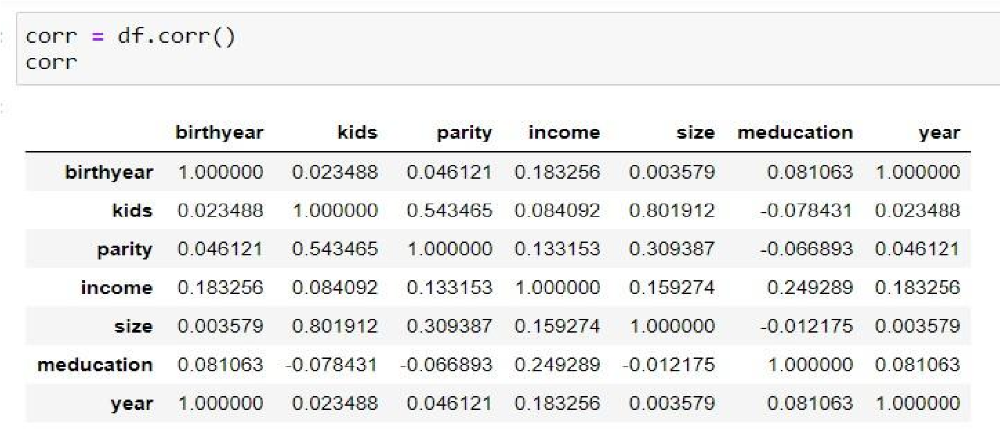 corr = df.corr()
corr
birthyear kids parity income size meducation year
birthyear 1.000000 0.023488 0.046121 0.183256 0.003579 0.081063 1.000000
kids 0.023488 1.000000 0.543465 0.084092 0.801912 -0.078431 0.023488
parity 0.046121 0.543465 1.000000 0.133153 0.309387 -0.066893 0.046121
income 0.183256 0.084092 0.133153 1.000000 0.159274 0.249289 0.183256
size 0.003579 0.801912 0.309387 0.159274 1.000000 -0.012175 0.003579
meducation 0.081063 -0.078431 -0.066893 0.249289 -0.012175 1.000000 0.081063
year 1.000000 0.023488 0.046121 0.183256 0.003579 0.081063 1.000000